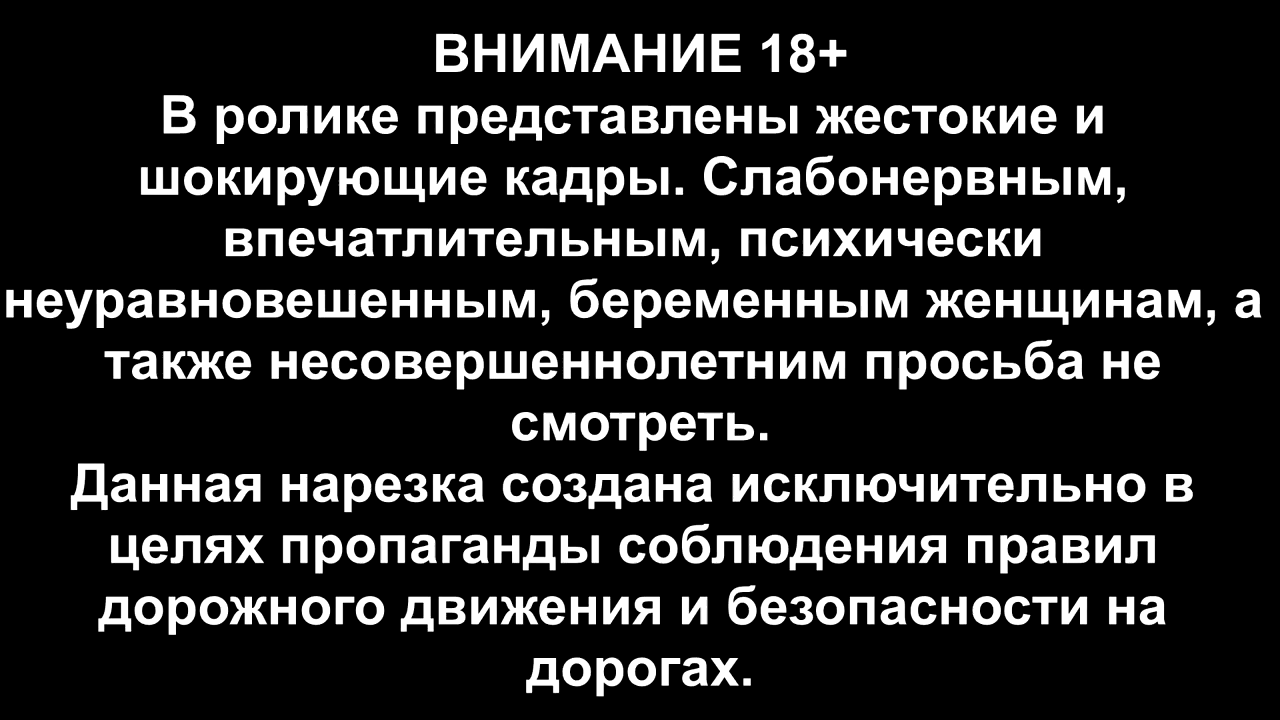 ВНИМАНИЕ 18+
В ролике представлены жестокие и
шокирующие кадры. Слабонервным,
впечатлительным, психически
неуравновешенным, беременным женщинам, а
также несовершеннолетним просьба не
смотреть.
Данная нарезка создана исключительно в
целях пропаганды соблюдения правил
дорожного движения и безопасности на
дорогах.